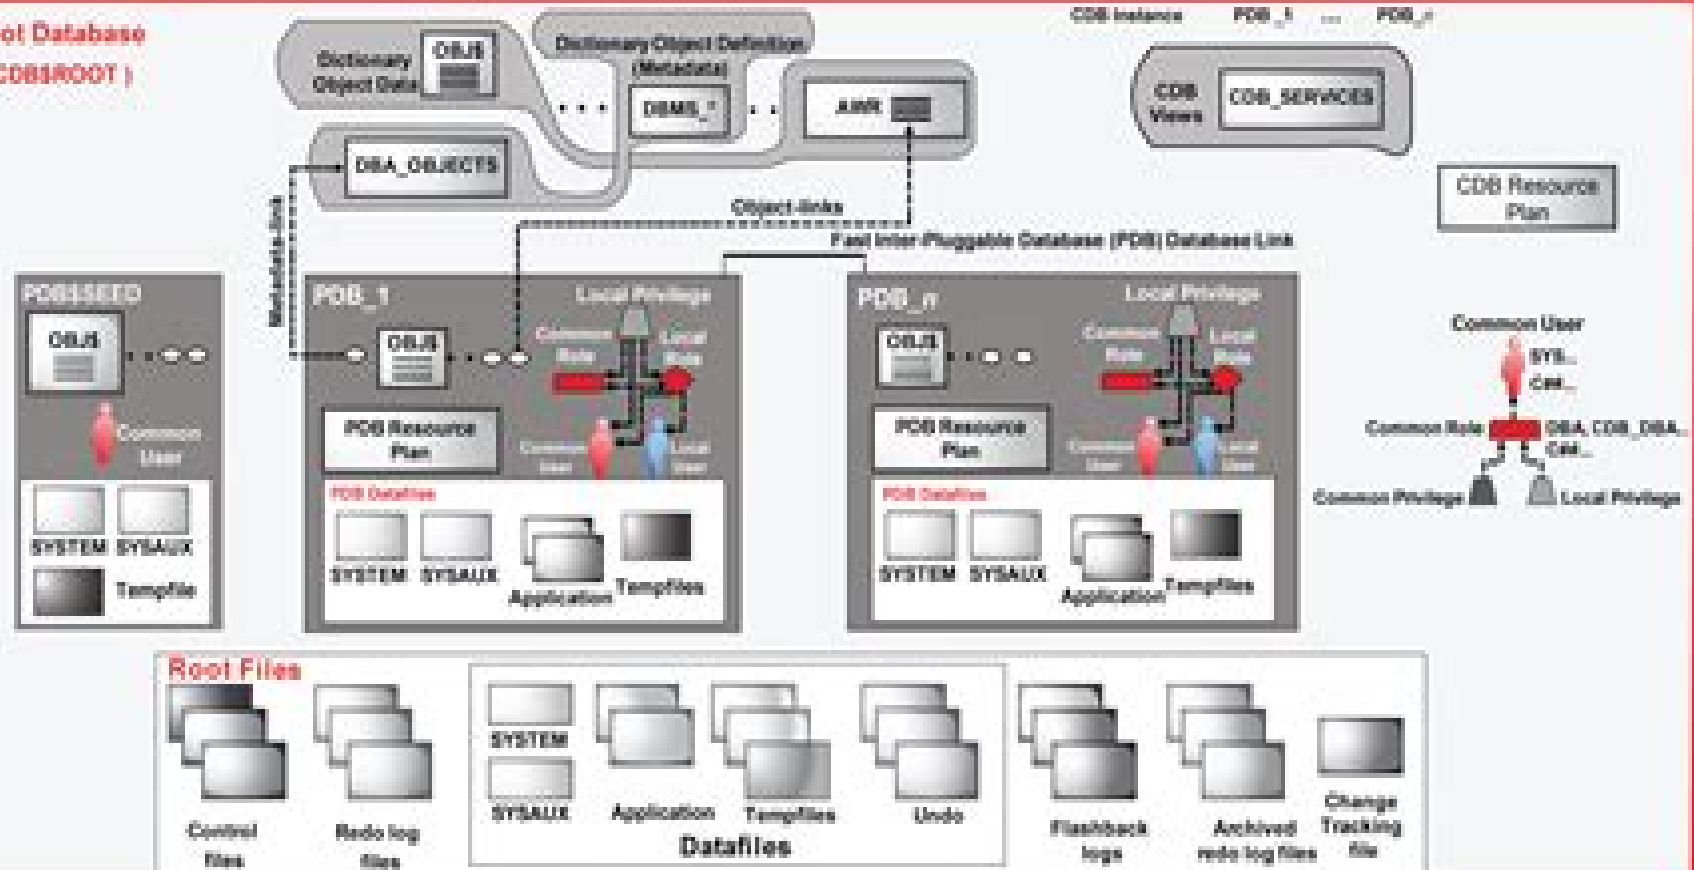 ot Database
CDB$ROOT )
CDB Instance PDB_1 ... PDB_n
Dictionary
Object Data
OBJ$
Dictionary Object Definition
(Metadata)
DBMS_*
AWR
DBA_OBJECTS
CDB
Views
CDB_SERVICES
CDB Resource
Plan
Metadata-link
Object-links
Fast Inter-Pluggable Database (PDB) Database Link
PDB$SEED
OBJ$
Common
User
SYSTEM SYSAUX
Tempfile
PDB_1
Local Privilege
OBJ$
Common
Role
Local
Role
PDB Resource
Plan
Common
User
Local
User
PDB Datafiles
SYSTEM SYSAUX
Application
Tempfiles
PDB_n
Local Privilege
OBJ$
Common
Role
Local
Role
PDB Resource
Plan
Common
User
Local
User
PDB Datafiles
SYSTEM SYSAUX
Application
Tempfiles
Common User
SYS...
C##...
Common Role
DBA, CDB_DBA...
C##...
Common Privilege
Local Privilege
Root Files
Control
files
Redo log
files
SYSTEM
SYSAUX
Application
Tempfiles
Undo
Datafiles
Flashback
logs
Archived
redo log files
Change
Tracking
file